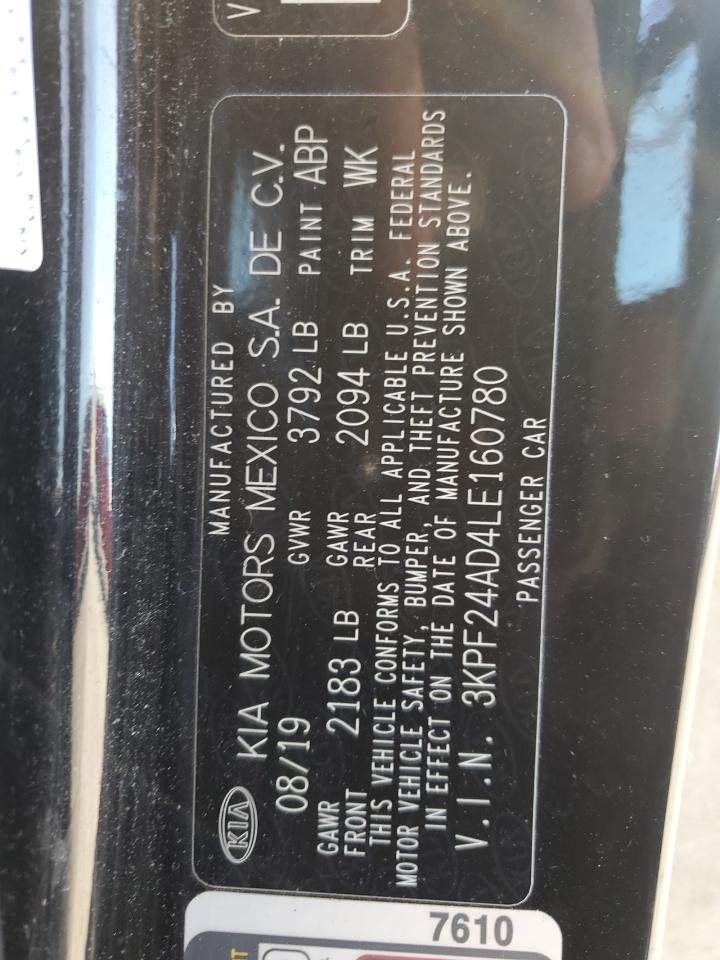 KIA
MANUFACTURED BY
KIA MOTORS MEXICO S.A. DE C.V.
08/19 GVWR 3792 LB PAINT ABP
GAWR FRONT 2183 LB GAWR REAR 2094 LB TRIM WK
THIS VEHICLE CONFORMS TO ALL APPLICABLE U.S.A. FEDERAL
MOTOR VEHICLE SAFETY, BUMPER, AND THEFT PREVENTION STANDARDS
IN EFFECT ON THE DATE OF MANUFACTURE SHOWN ABOVE.
V.I.N. 3KPF24AD4LE160780
PASSENGER CAR
7610
V